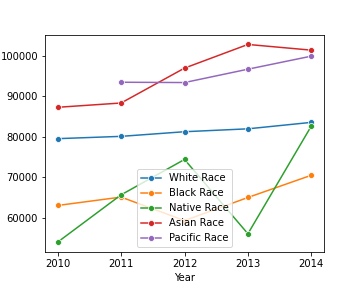 100000
90000
80000
70000
60000
White Race
Black Race
Native Race
Asian Race
Pacific Race
2010 2011 2012 2013 2014
Year